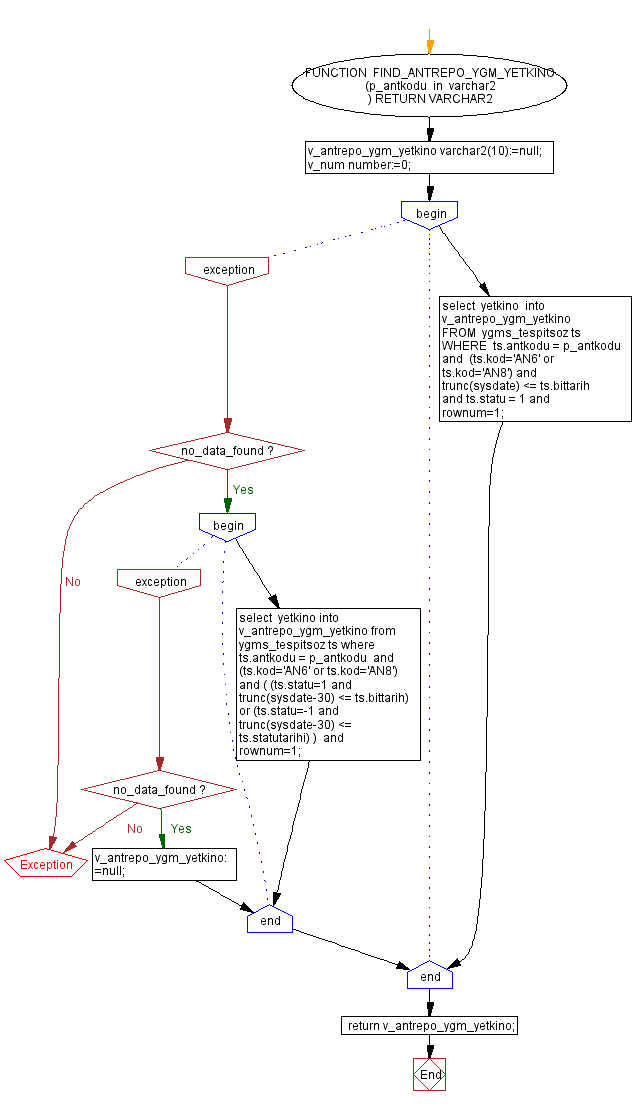 FUNCTION FIND_ANTREPO_YGM_YETKINO
(p_antkodu in varchar2
) RETURN VARCHAR2
v_antrepo_ygm_yetkino varchar2(10):=null;
v_num number:=0;
begin
exception
select yetkino into
v_antrepo_ygm_yetkino
FROM ygms_tespitsoz ts
WHERE ts.antkodu = p_antkodu
and (ts.kod='AN6' or
ts.kod='AN8') and
trunc(sysdate) <= ts.bittarih
and ts.statu = 1 and
rownum=1;
no_data_found ?
Yes
No
begin
exception
select yetkino into
v_antrepo_ygm_yetkino from
ygms_tespitsoz ts where
ts.antkodu = p_antkodu and
(ts.kod='AN6' or ts.kod='AN8')
and ( (ts.statu=1 and
trunc(sysdate-30) <= ts.bittarih)
or (ts.statu=-1 and
trunc(sysdate-30) <=
ts.statutarihi) ) and
rownum=1;
no_data_found ?
No
Yes
Exception
v_antrepo_ygm_yetkino:
=null;
end
end
return v_antrepo_ygm_yetkino;
End